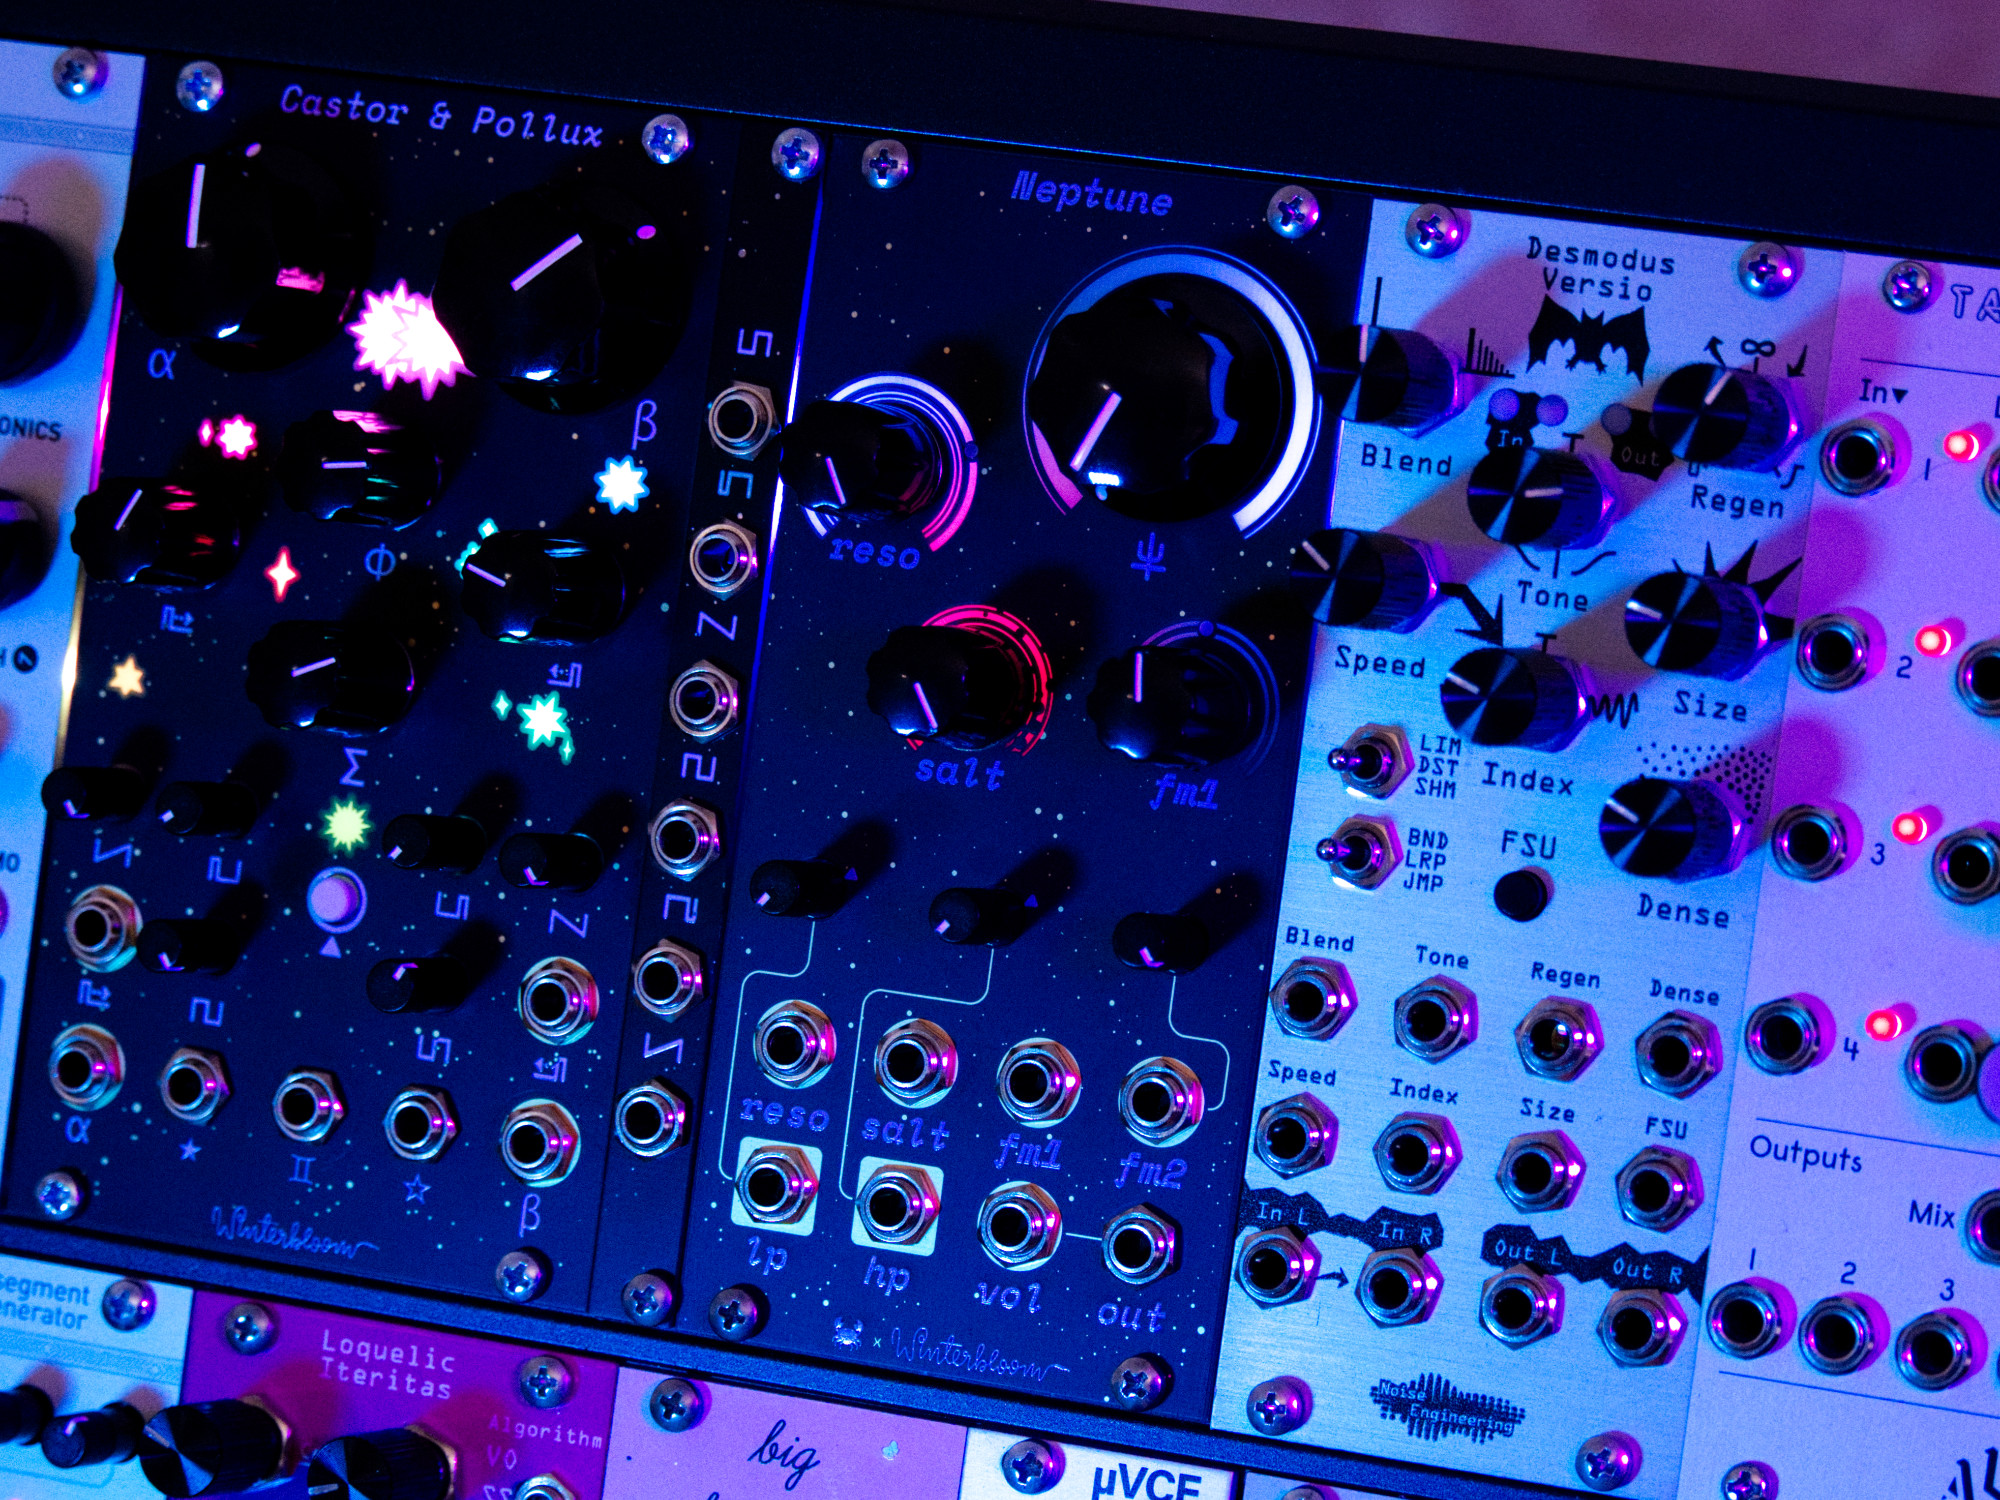 Castor & Pollux
α
β
Φ
Σ
α
β
Winterbloom
Neptune
reso
salt
fm1
reso
salt
fm1
fm2
lp
hp
vol
out
x Winterbloom
Desmodus
Versio
In
Out
Blend
Regen
Tone
Speed
Size
Index
LIM
DST
SHM
BND
LRP
JMP
FSU
Dense
Blend
Tone
Regen
Dense
Speed
Index
Size
FSU
In L
In R
Out L
Out R
Noise
Engineering
In▼
1
2
3
4
Outputs
Mix
1
2
3
segment
Loquelic
Iteritas
Algorithm
VO
big
µVCF